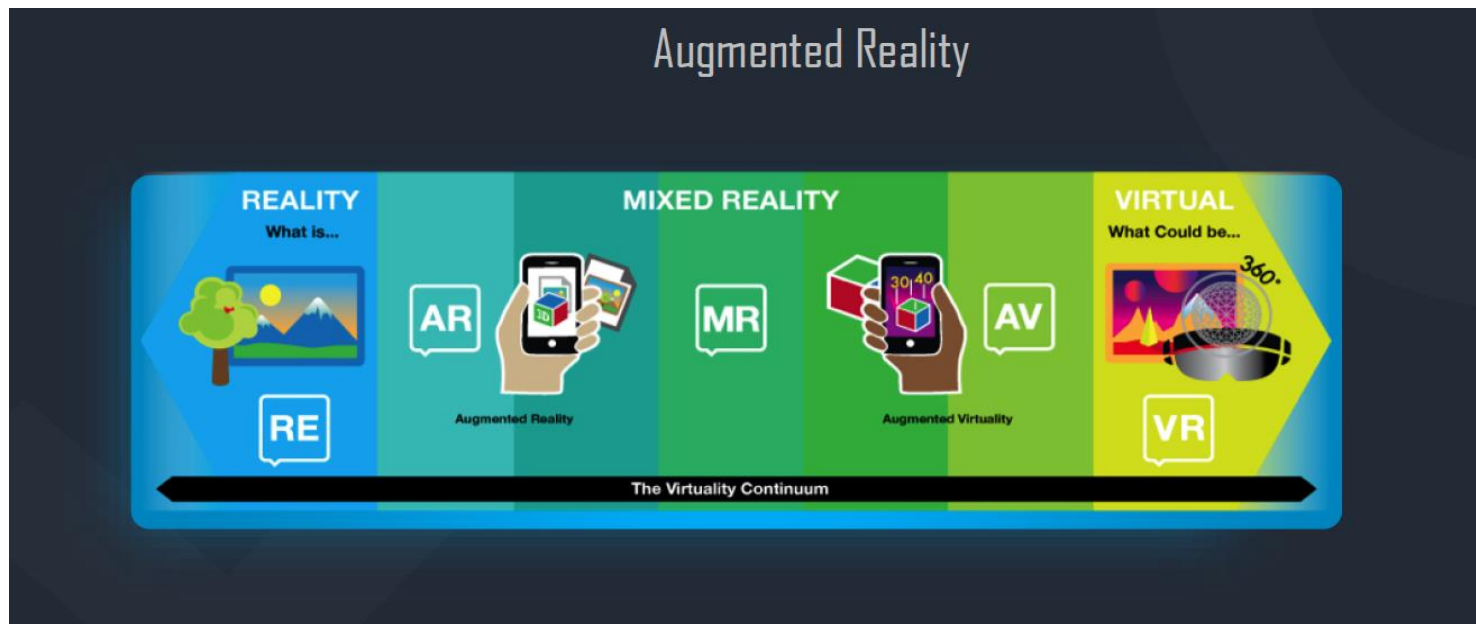 Augmented Reality
REALITY
What is...
RE
MIXED REALITY
AR
3D
Augmented Reality
MR
30 40
AV
Augmented Virtuality
VIRTUAL
What Could be...
360°
VR
The Virtuality Continuum